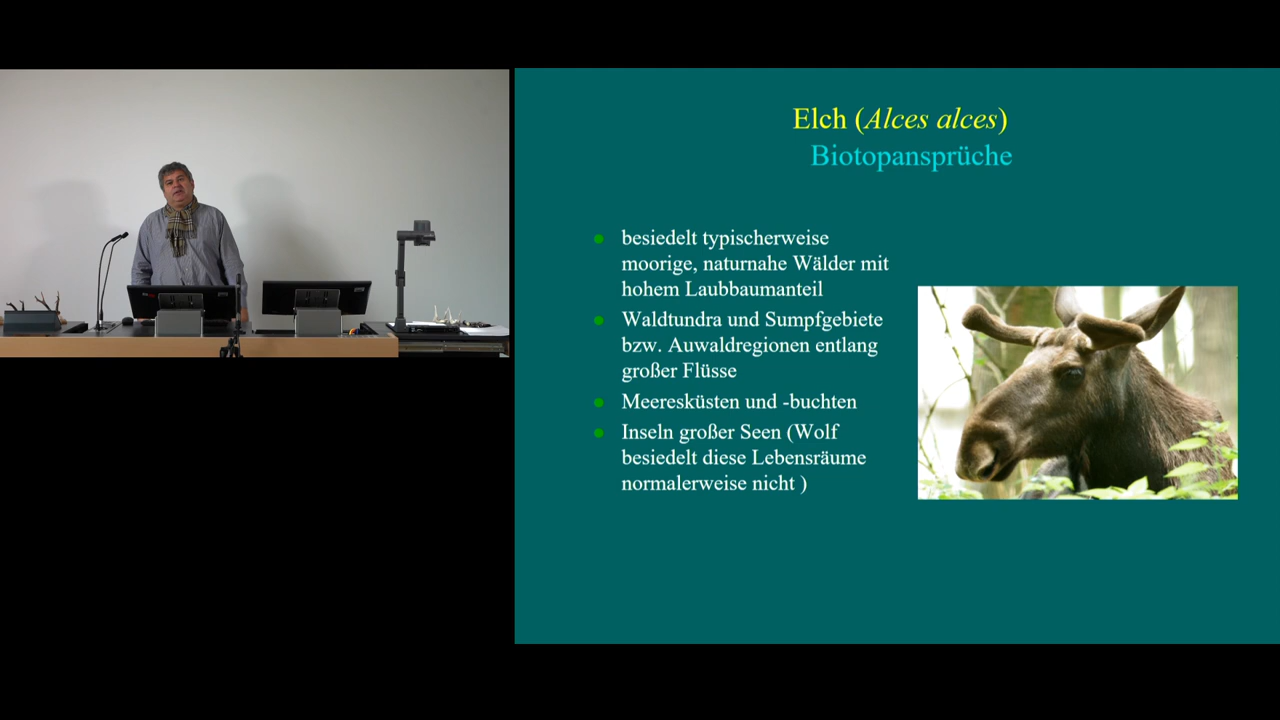 Elch (Alces alces)
Biotopansprüche
besiedelt typischerweise
moorige, naturnahe Wälder mit
hohem Laubbaumanteil
Waldtundra und Sumpfgebiete
bzw. Auwaldregionen entlang
großer Flüsse
Meeresküsten und -buchten
Inseln großer Seen (Wolf
besiedelt diese Lebensräume
normalerweise nicht )